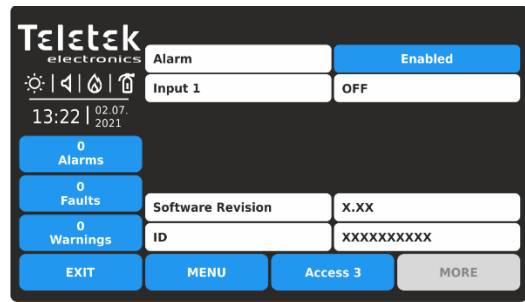 Teletek
electronics
13:22 02.07.
2021
0
Alarms
0
Faults
0
Warnings
Alarm Enabled
Input 1 OFF
Software Revision X.XX
ID XXXXXXXXXX
EXIT MENU Access 3 MORE